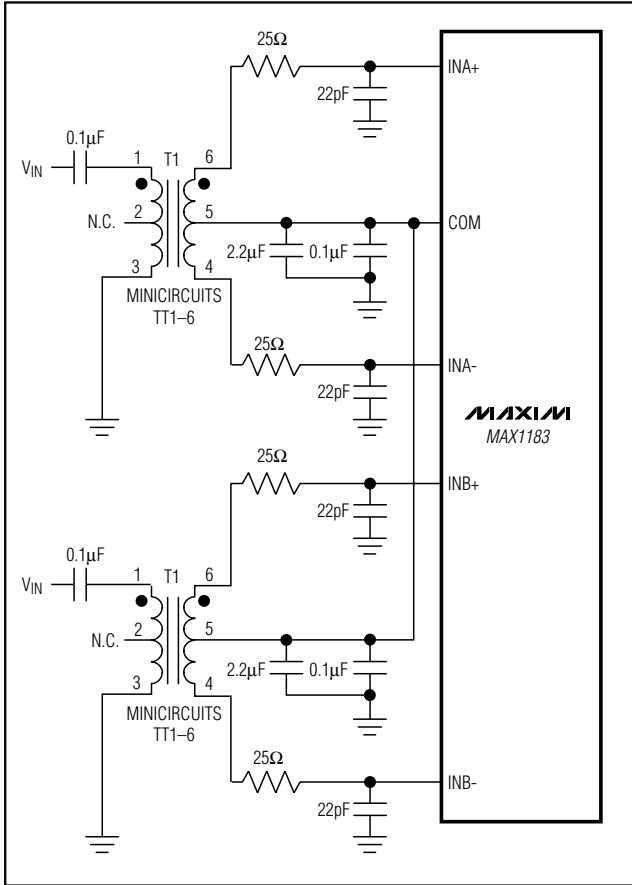 25Ω
INA+
22pF
0.1μF
V_IN
1
T1
6
N.C.
2
5
COM
2.2μF
0.1μF
3
4
MINICIRCUITS
TT1–6
25Ω
INA-
22pF
MAXIM
MAX1183
25Ω
INB+
22pF
0.1μF
V_IN
1
T1
6
N.C.
2
5
2.2μF
0.1μF
3
4
MINICIRCUITS
TT1–6
25Ω
INB-
22pF